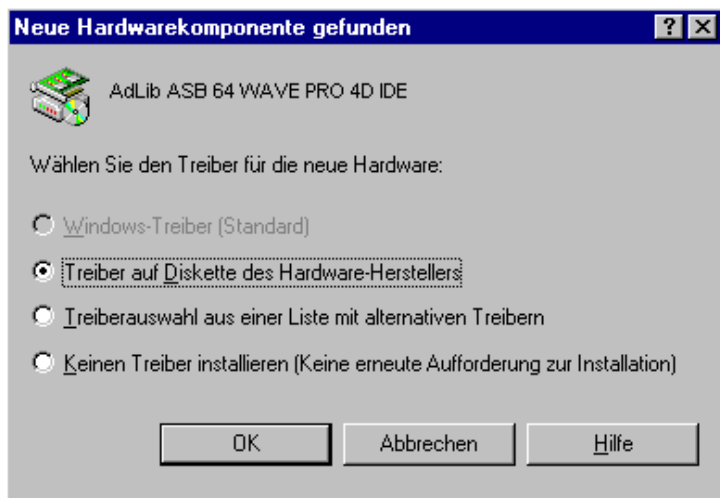 Neue Hardwarekomponente gefunden
AdLib ASB 64 WAVE PRO 4D IDE
Wählen Sie den Treiber für die neue Hardware:
Windows-Treiber (Standard)
Treiber auf Diskette des Hardware-Herstellers
Treiberauswahl aus einer Liste mit alternativen Treibern
Keinen Treiber installieren (Keine erneute Aufforderung zur Installation)
OK Abbrechen Hilfe